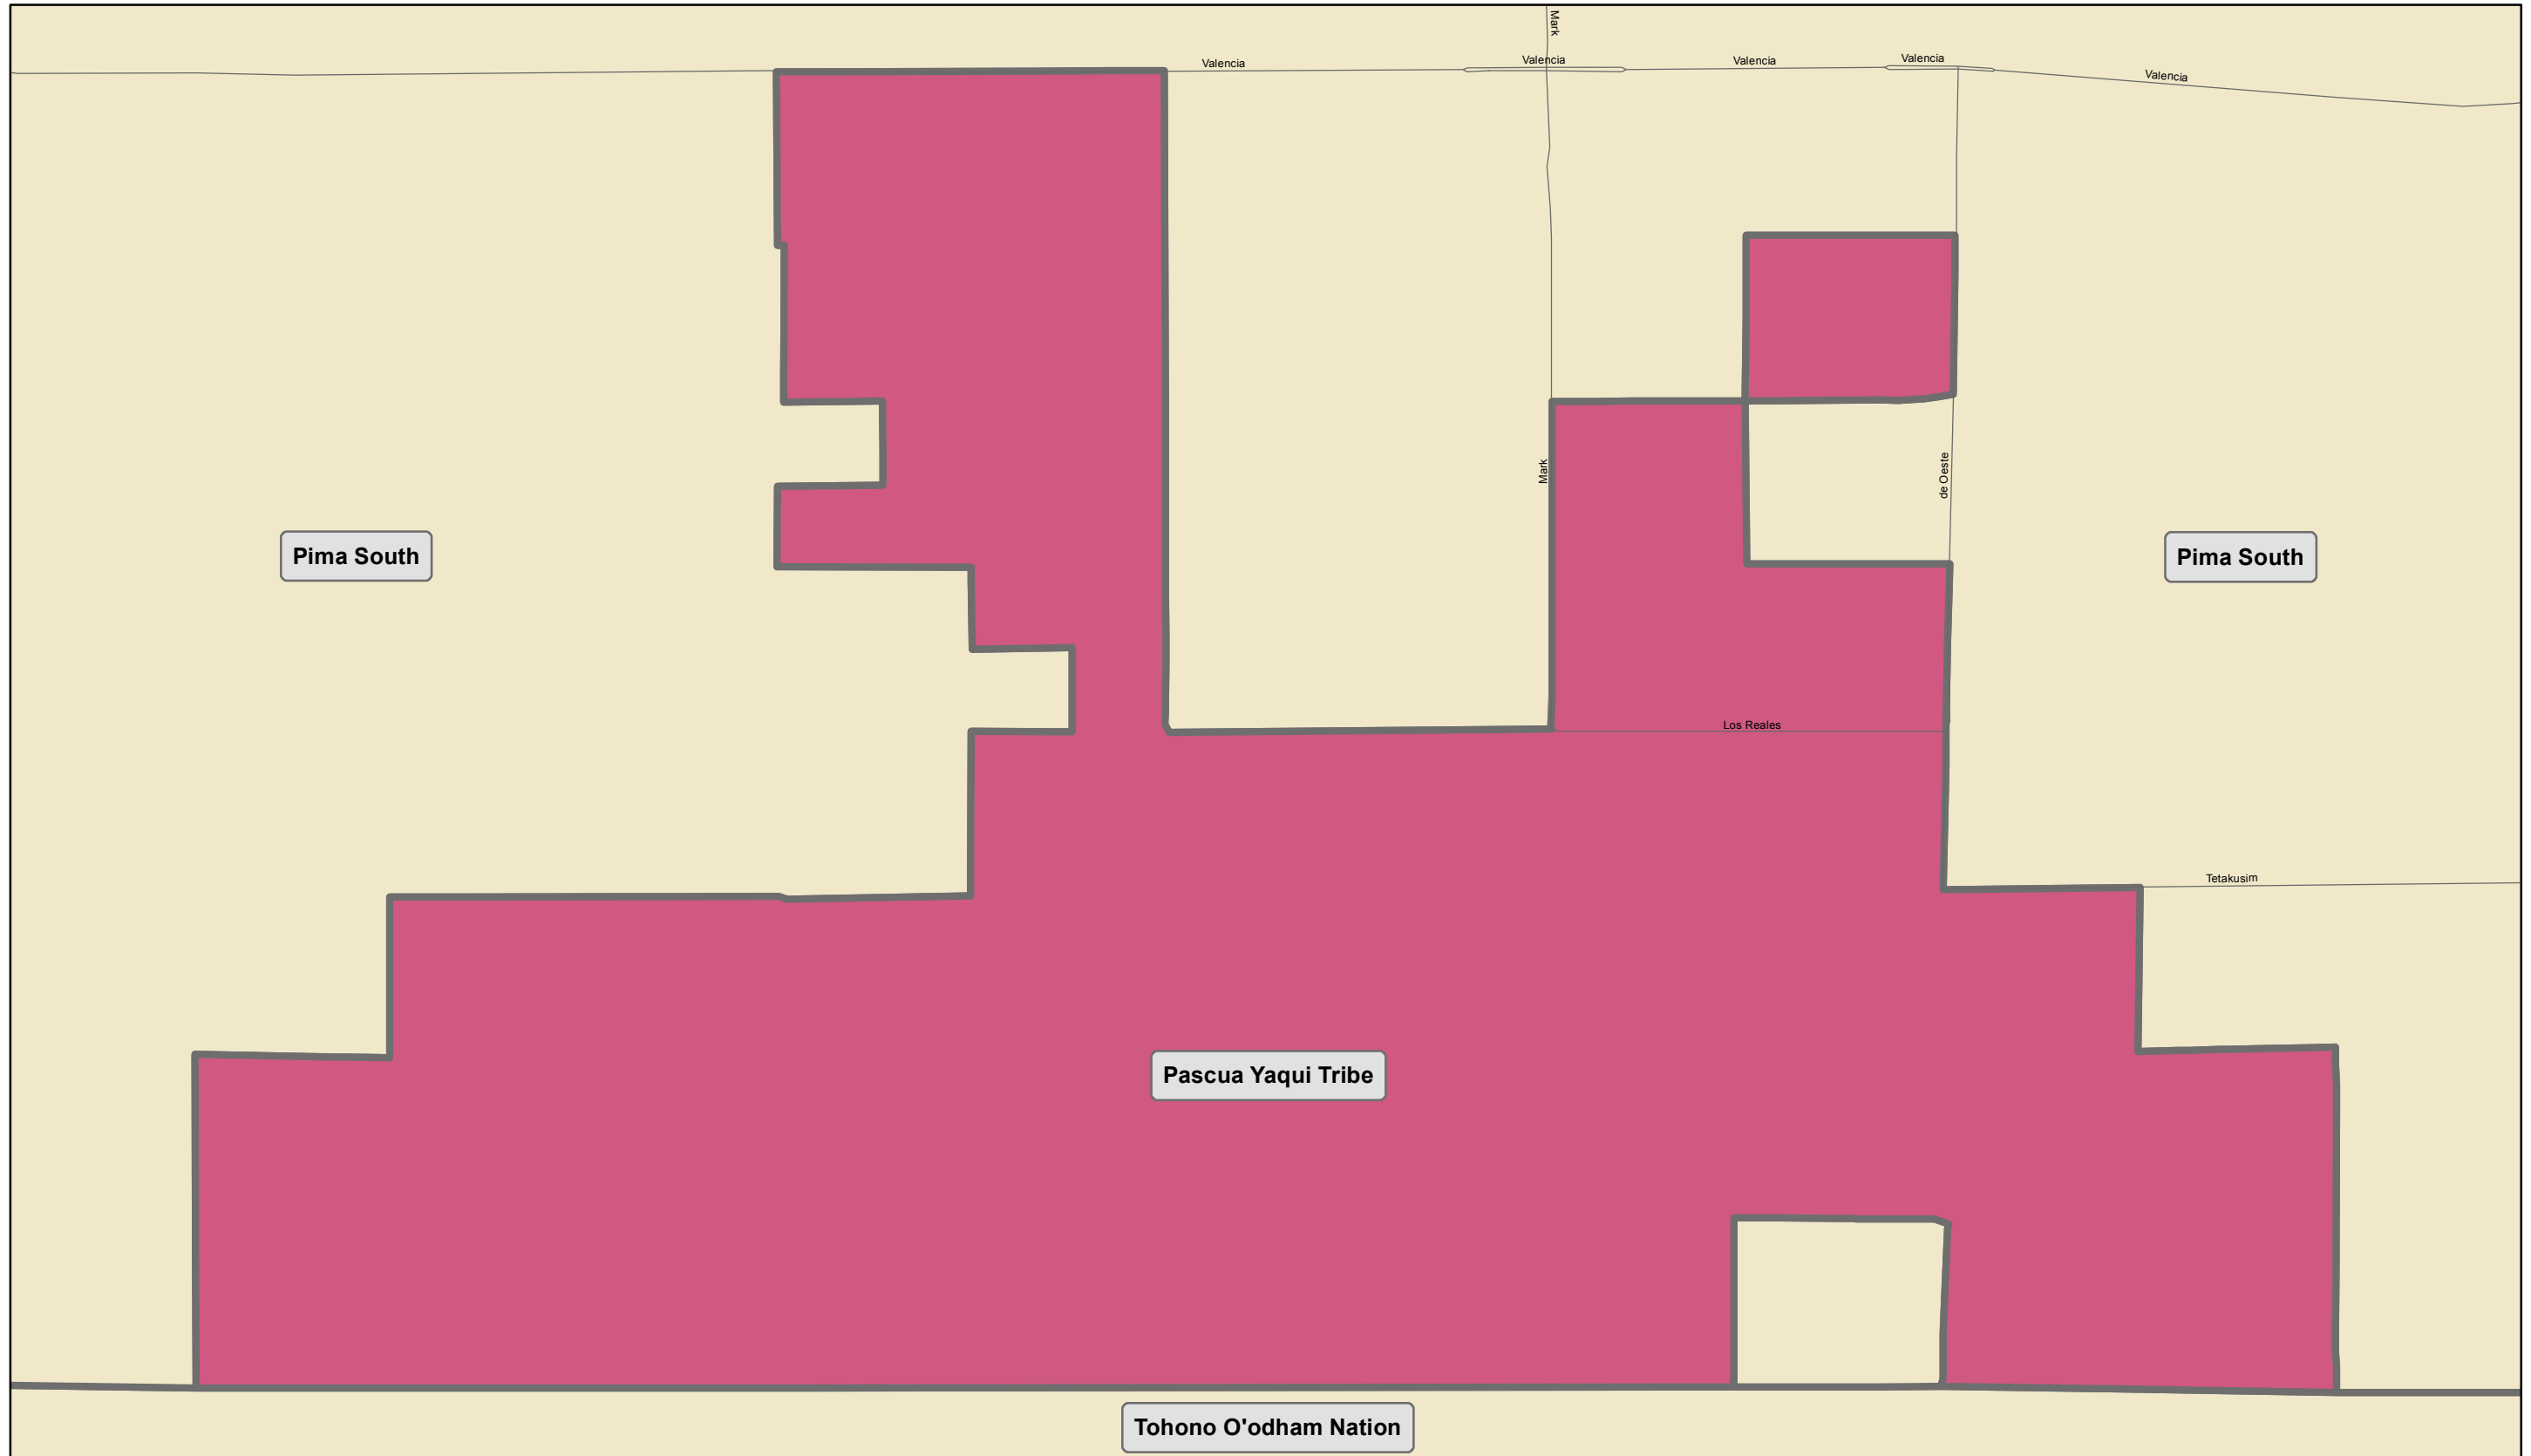 Mark
Valencia
Valencia
Valencia
Valencia
Valencia
Mark
de Oeste
Pima South
Pima South
Los Reales
Tetakusim
Pascua Yaqui Tribe
Tohono O'odham Nation